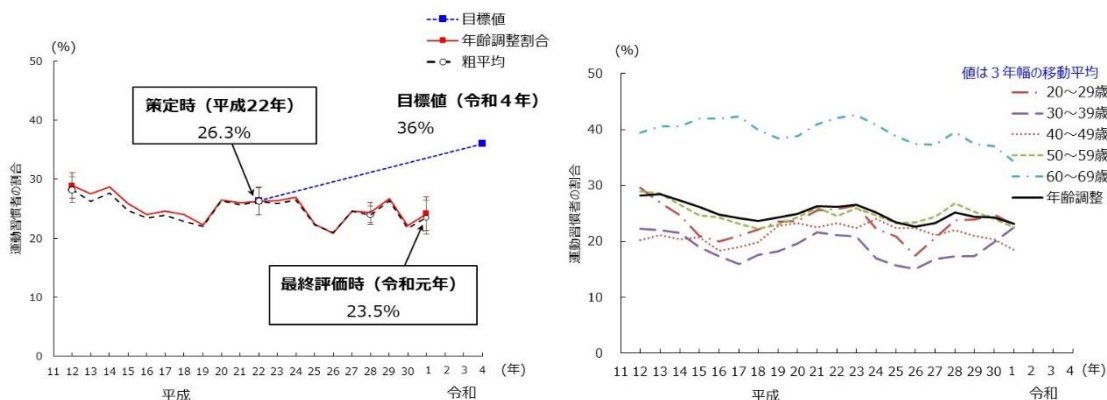 目標値
年齢調整割合
粗平均
(%)
50
40
30
20
10
0
運動習慣者の割合
策定時（平成22年）
26.3%
目標値（令和４年）
36%
最終評価時（令和元年）
23.5%
11 12 13 14 15 16 17 18 19 20 21 22 23 24 25 26 27 28 29 30 1 2 3 4 (年)
平成 令和
(%)
50
40
30
20
10
0
運動習慣者の割合
値は３年幅の移動平均
20～29歳
30～39歳
40～49歳
50～59歳
60～69歳
年齢調整
11 12 13 14 15 16 17 18 19 20 21 22 23 24 25 26 27 28 29 30 1 2 3 4 (年)
平成 令和